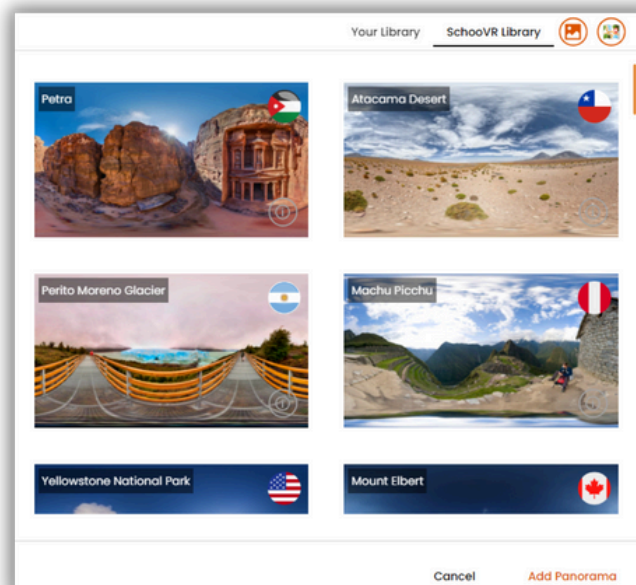 Your Library SchooVR Library
Petra
Atacama Desert
Perito Moreno Glacier
Machu Picchu
Yellowstone National Park
Mount Elbert
Cancel Add Panorama